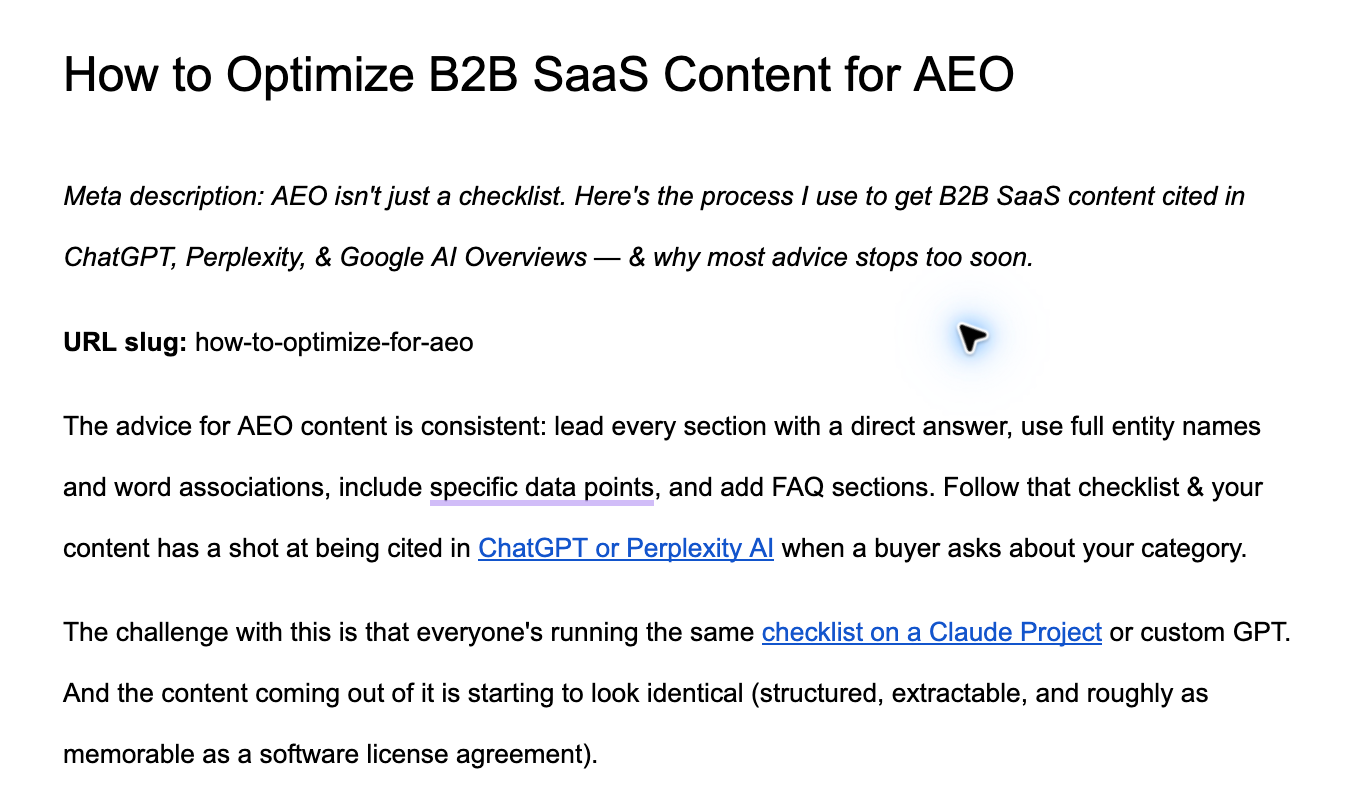 How to Optimize B2B SaaS Content for AEO
Meta description: AEO isn't just a checklist. Here's the process I use to get B2B SaaS content cited in
ChatGPT, Perplexity, & Google AI Overviews — & why most advice stops too soon.
URL slug: how-to-optimize-for-aeo
The advice for AEO content is consistent: lead every section with a direct answer, use full entity names
and word associations, include specific data points, and add FAQ sections. Follow that checklist & your
content has a shot at being cited in ChatGPT or Perplexity AI when a buyer asks about your category.
The challenge with this is that everyone's running the same checklist on a Claude Project or custom GPT.
And the content coming out of it is starting to look identical (structured, extractable, and roughly as
memorable as a software license agreement).